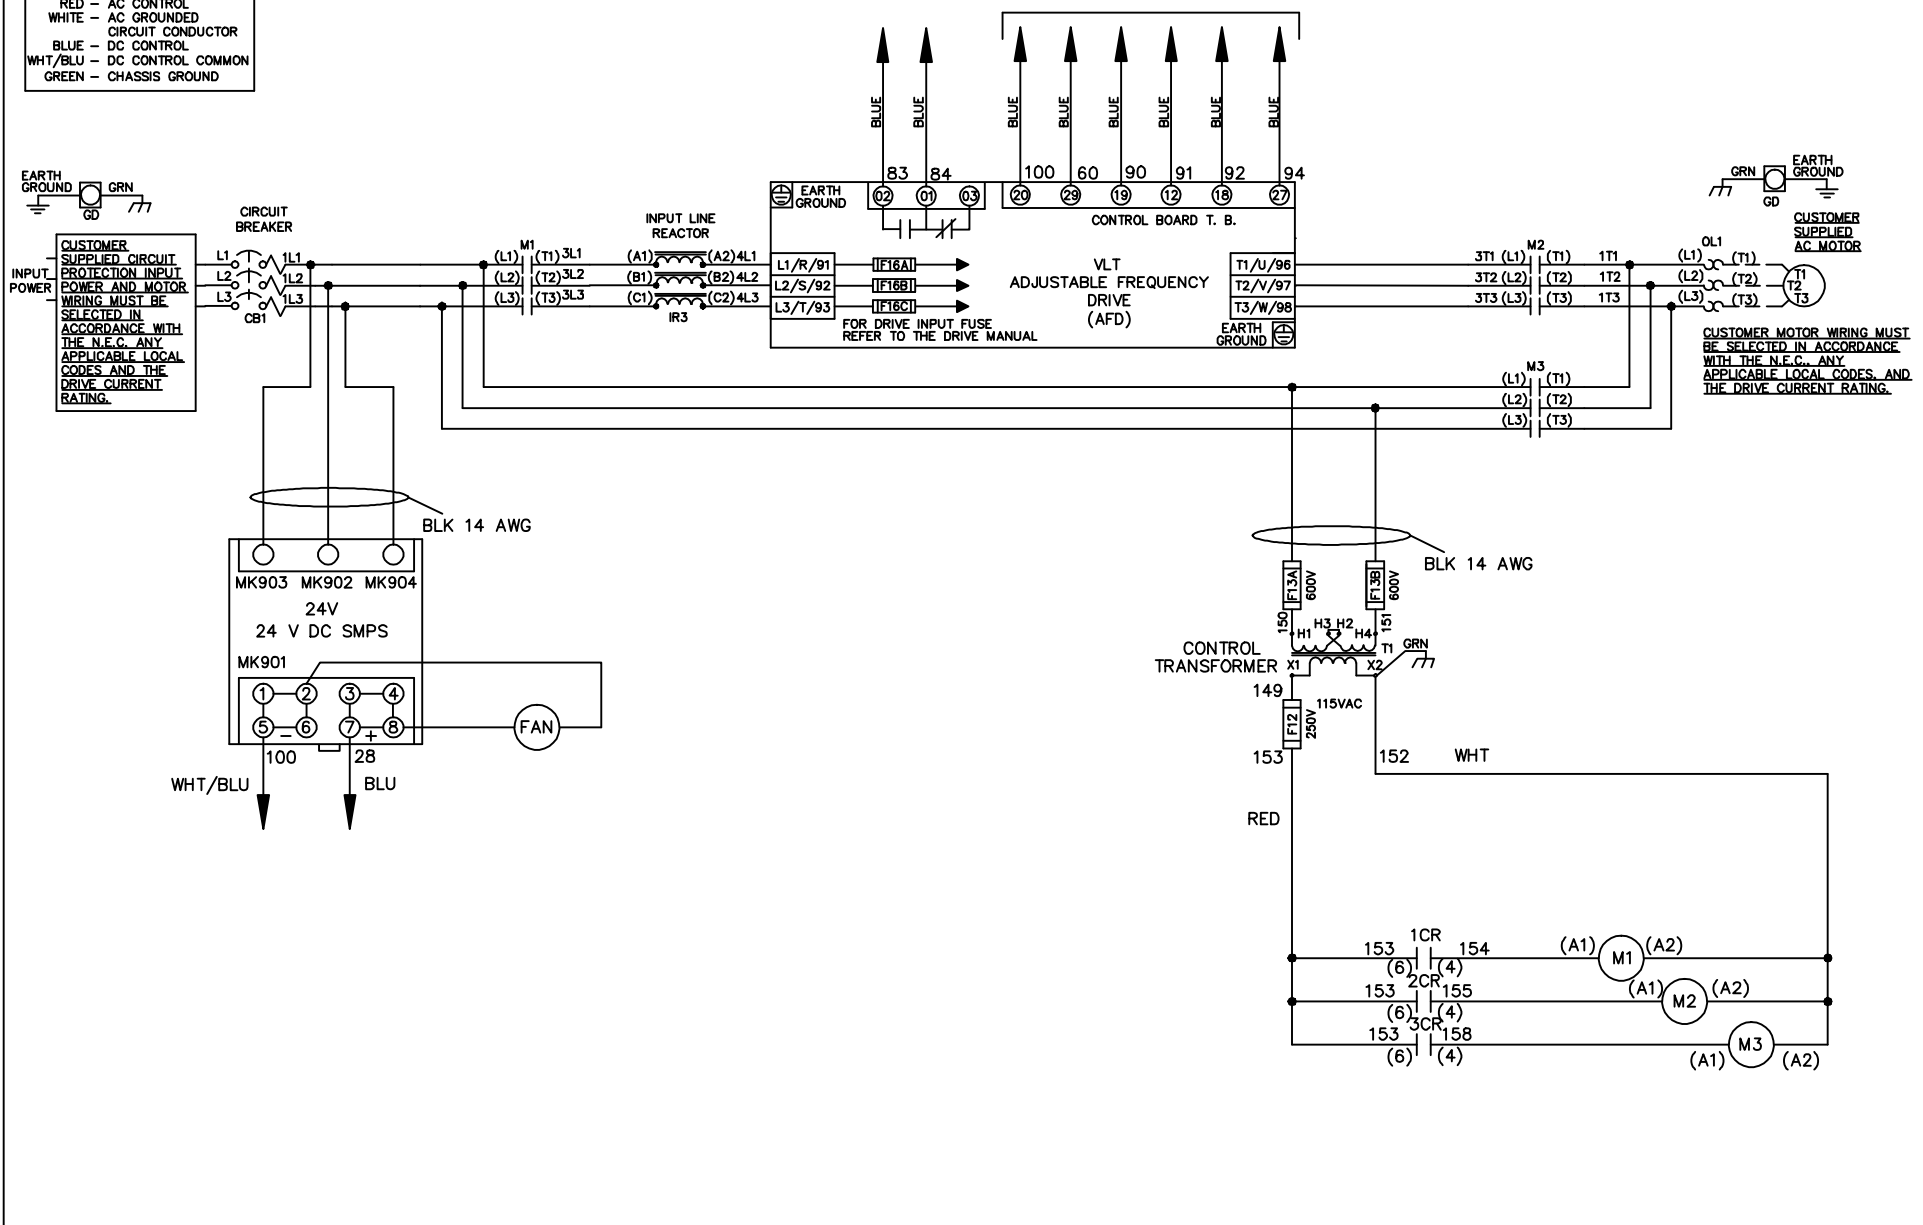 RED – AC CONTROL
WHITE – AC GROUNDED
CIRCUIT CONDUCTOR
BLUE – DC CONTROL
WHT/BLU – DC CONTROL COMMON
GREEN – CHASSIS GROUND
BLUE BLUE BLUE BLUE BLUE BLUE BLUE BLUE
83 84 100 60 90 91 92 94
EARTH
GROUND
02 01 03 20 29 19 12 18 27
CONTROL BOARD T. B.
EARTH
GROUND
GRN
GD
CIRCUIT
BREAKER
INPUT
POWER
CUSTOMER
SUPPLIED CIRCUIT
PROTECTION INPUT
POWER AND MOTOR
WIRING MUST BE
SELECTED IN
ACCORDANCE WITH
THE N.E.C. ANY
APPLICABLE LOCAL
CODES AND THE
DRIVE CURRENT
RATING.
L1 1L1
L2 1L2
L3 1L3
CB1
M1
(L1) (T1) 3L1
(L2) (T2) 3L2
(L3) (T3) 3L3
INPUT LINE
REACTOR
(A1) (A2) 4L1
(B1) (B2) 4L2
(C1) (C2) 4L3
IR3
L1/R/91 F16A
L2/S/92 F16B
L3/T/93 F16C
FOR DRIVE INPUT FUSE
REFER TO THE DRIVE MANUAL
VLT
ADJUSTABLE FREQUENCY
DRIVE
(AFD)
T1/U/96
T2/V/97
T3/W/98
EARTH
GROUND
M2
3T1 (L1) (T1) 1T1
3T2 (L2) (T2) 1T2
3T3 (L3) (T3) 1T3
M3
(L1) (T1)
(L2) (T2)
(L3) (T3)
OL1
(L1) (T1)
(L2) (T2)
(L3) (T3)
T1
T2
T3
GRN
EARTH
GROUND
GD
CUSTOMER
SUPPLIED
AC MOTOR
CUSTOMER MOTOR WIRING MUST
BE SELECTED IN ACCORDANCE
WITH THE N.E.C., ANY
APPLICABLE LOCAL CODES, AND
THE DRIVE CURRENT RATING.
BLK 14 AWG
MK903 MK902 MK904
24V
24 V DC SMPS
MK901
1 2 3 4
5 – 6 7 + 8
FAN
100 28
WHT/BLU BLU
BLK 14 AWG
F13A 600V
F13B 600V
150 151
H1 H3 H2 H4
T1
GRN
CONTROL
TRANSFORMER
X1 X2
149
115VAC
F12 250V
153 152 WHT
RED
1CR
153 154 (A1) M1 (A2)
(6) (4)
2CR
153 155 (A1) M2 (A2)
(6) (4)
3CR
153 158 M3
(6) (4) (A1) (A2)